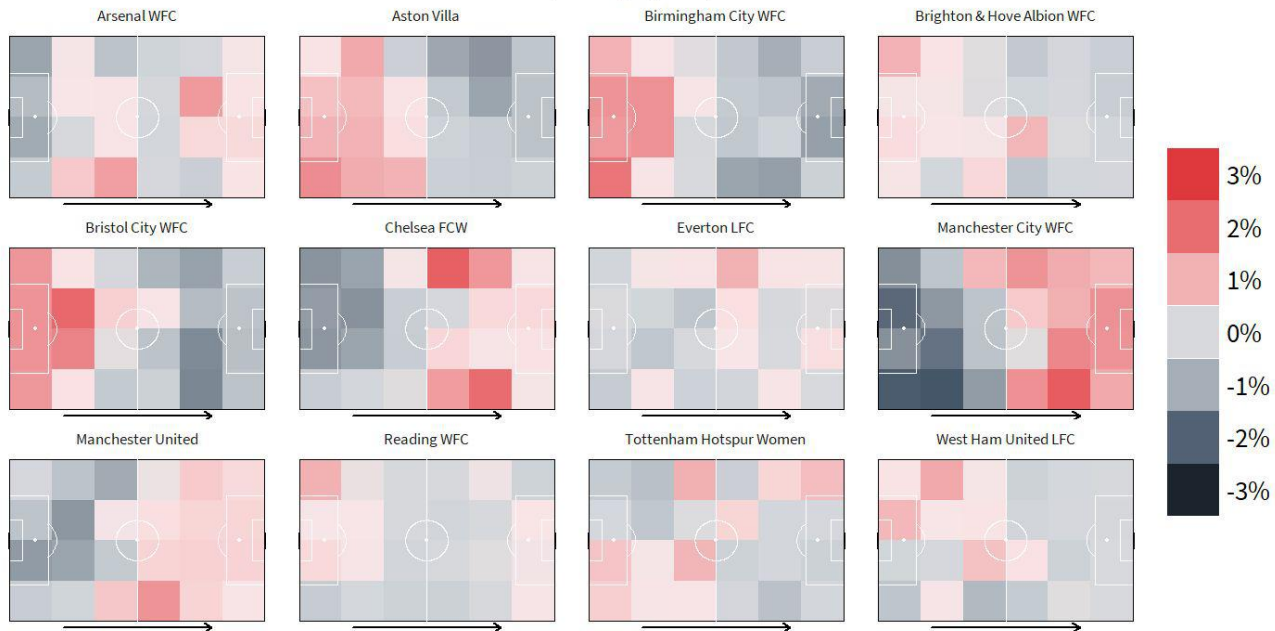 Arsenal WFC
Aston Villa
Birmingham City WFC
Brighton & Hove Albion WFC
Bristol City WFC
Chelsea FCW
Everton LFC
Manchester City WFC
Manchester United
Reading WFC
Tottenham Hotspur Women
West Ham United LFC
3%
2%
1%
0%
-1%
-2%
-3%